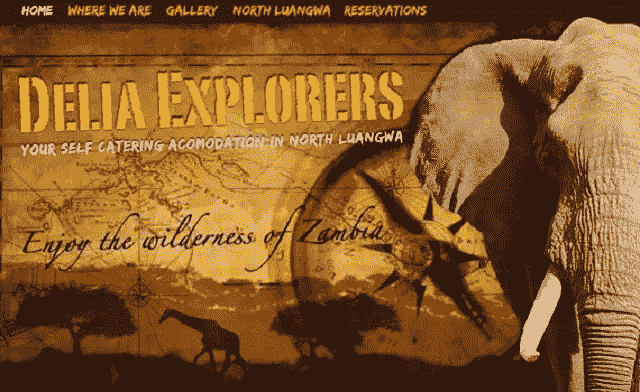 HOME WHERE WE ARE GALLERY NORTH LUANGWA RESERVATIONS
DELIA EXPLORERS
YOUR SELF CATERING ACOMODATION IN NORTH LUANGWA
Enjoy the wilderness of Zambia